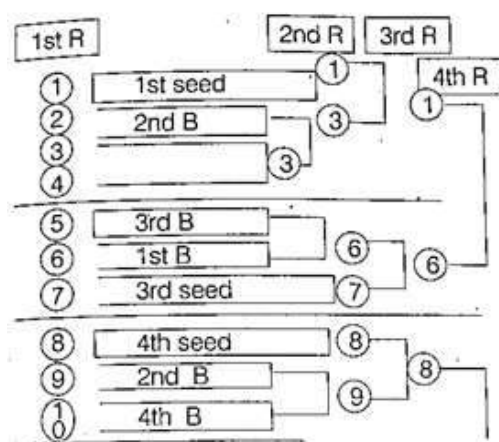 1st R 2nd R 3rd R
4th R
1 1st seed 1 1
2 2nd B 3
3 3
4
5 3rd B
6 1st B 6 6
7 3rd seed 7
8 4th seed 8 8
9 2nd B 9
10 4th B